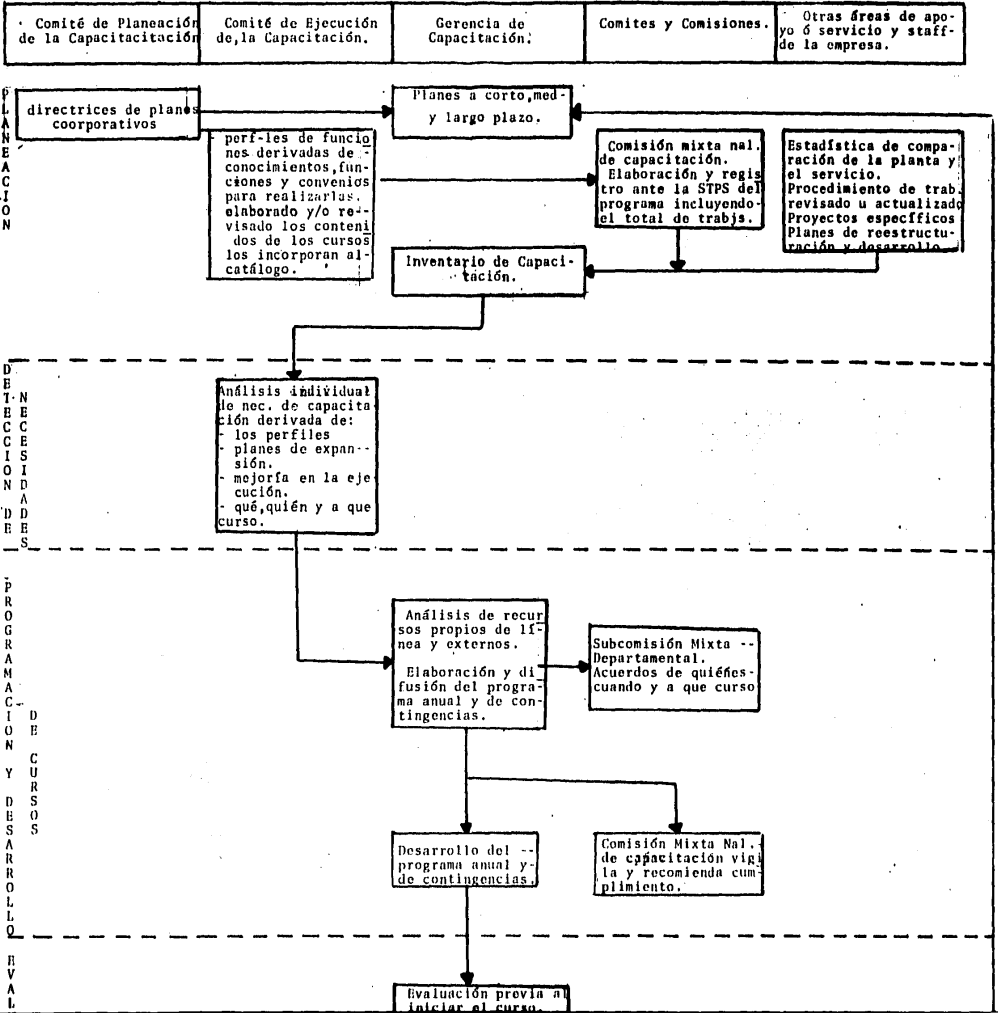 Comité de Planeación
de la Capacitacitación
Comité de Ejecución
de,la Capacitación.
Gerencia de
Capacitación.
Comites y Comisiones.
Otras áreas de apo-
yo ó servicio y staff-
de la empresa.
PLANEACION
directrices de planes
coorporativos
Planes a corto,med-
y largo plazo.
- perf-les de funcio
nes derivadas de -
conocimientos,fun-
ciones y convenios
para realizarlas.
elaborado y/o re-
visado los conteni
dos de los cursos
los incorporan al-
catálogo.
Comisión mixta nal.
de capacitación.
Elaboración y regis
tro ante la STPS del
programa incluyendo-
el total de trabjs.
Estadística de compa-
ración de la planta y
el servicio.
Procedimiento de trab.
revisado u actualizado
Proyectos específicos
Planes de reestructu-
ración y desarrollo
Inventario de Capaci-
tación.
DETECCION DE
NECESIDADES
Análisis individual
de nec. de capacita
ción derivada de:
- los perfiles
- planes de expan--
sión.
- mejoría en la eje
cución.
- qué,quién y a que
curso.
PROGRAMACION Y DESARROLLO
DE CURSOS
Análisis de recur
sos propios de lí-
nea y externos.
Elaboración y di
fusión del progra-
ma anual y de con-
tingencias.
Subcomisión Mixta --
Departamental.
Acuerdos de quiénes-
cuando y a que curso
Desarrollo del --
programa anual y-
de contingencias.
Comisión Mixta Nal.-
de capacitación vigi
la y recomienda cum-
plimiento.
EVAL
Evaluación previa al
iniciar el curso.